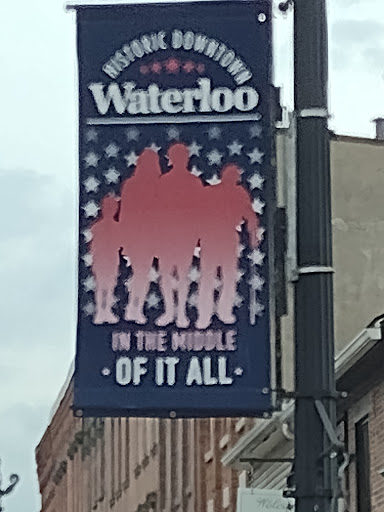 HISTORIC DOWNTOWN
Waterloo
IN THE MIDDLE
• OF IT ALL •